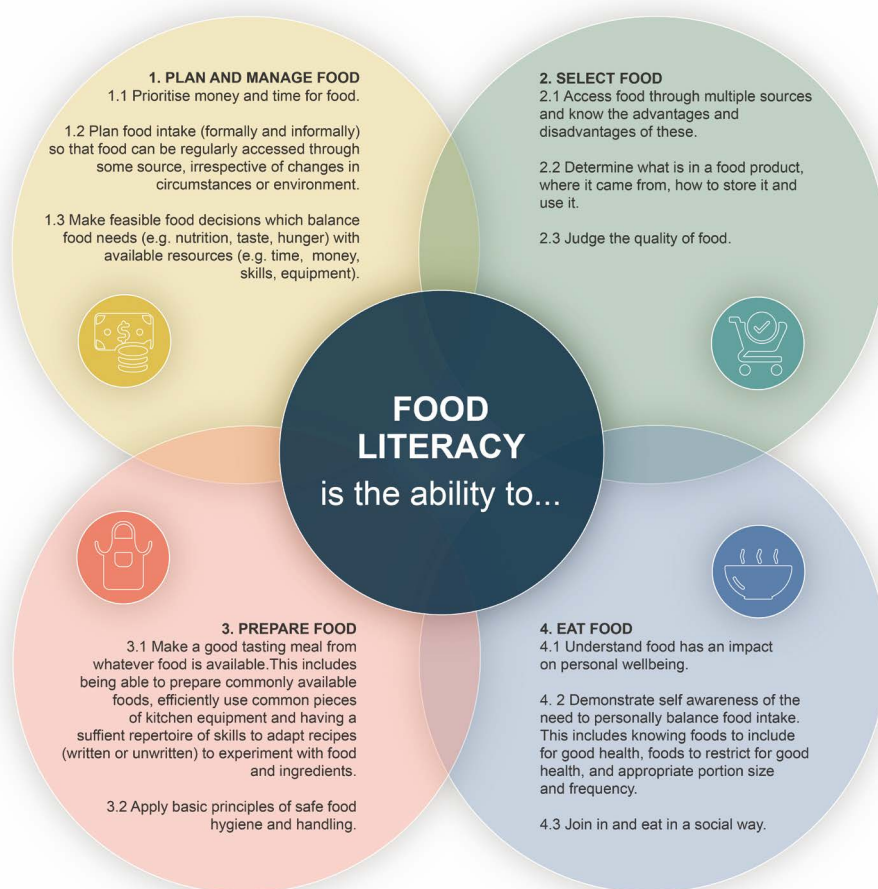 1. PLAN AND MANAGE FOOD
1.1 Prioritise money and time for food.
1.2 Plan food intake (formally and informally)
so that food can be regularly accessed through
some source, irrespective of changes in
circumstances or environment.
1.3 Make feasible food decisions which balance
food needs (e.g. nutrition, taste, hunger) with
available resources (e.g. time, money,
skills, equipment).
2. SELECT FOOD
2.1 Access food through multiple sources
and know the advantages and
disadvantages of these.
2.2 Determine what is in a food product,
where it came from, how to store it and
use it.
2.3 Judge the quality of food.
$
FOOD
LITERACY
is the ability to...
3. PREPARE FOOD
3.1 Make a good tasting meal from
whatever food is available.This includes
being able to prepare commonly available
foods, efficiently use common pieces
of kitchen equipment and having a
suffient repertoire of skills to adapt recipes
(written or unwritten) to experiment with food
and ingredients.
3.2 Apply basic principles of safe food
hygiene and handling.
4. EAT FOOD
4.1 Understand food has an impact
on personal wellbeing.
4. 2 Demonstrate self awareness of the
need to personally balance food intake.
This includes knowing foods to include
for good health, foods to restrict for good
health, and appropriate portion size
and frequency.
4.3 Join in and eat in a social way.